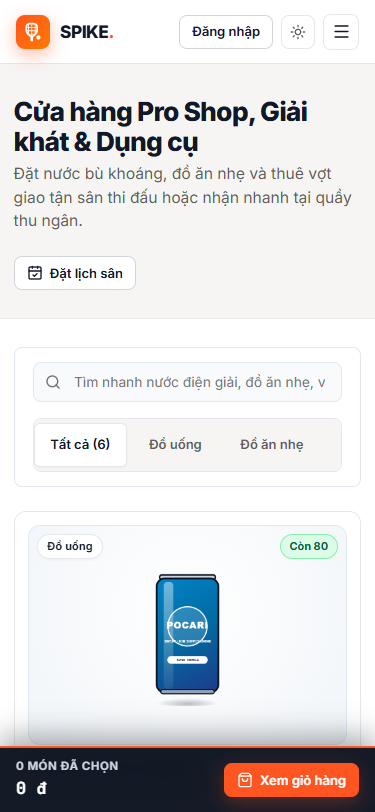 SPIKE.
Đăng nhập
Cửa hàng Pro Shop, Giải
khát & Dụng cụ
Đặt nước bù khoáng, đồ ăn nhẹ và thuê vợt
giao tận sân thi đấu hoặc nhận nhanh tại quầy
thu ngân.
Đặt lịch sân
Tìm nhanh nước điện giải, đồ ăn nhẹ, v
Tất cả (6)
Đồ uống
Đồ ăn nhẹ
Đồ uống
Còn 80
POCARI
0 MÓN ĐÃ CHỌN
0 đ
Xem giỏ hàng